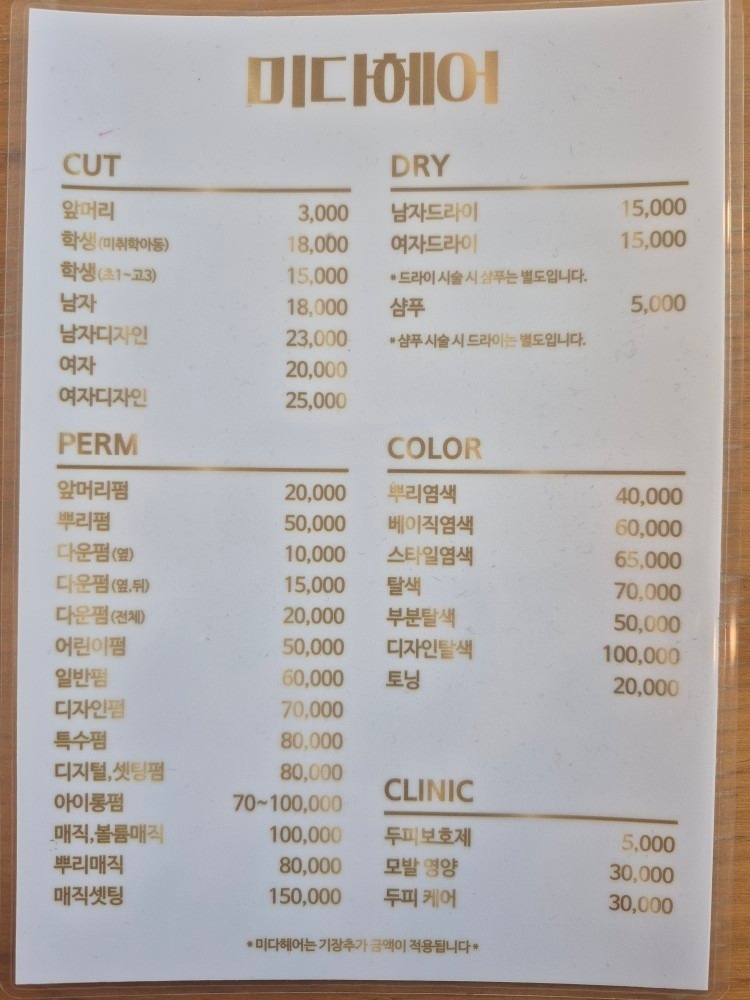 미다헤어
CUT
앞머리 3,000
학생(미취학아동) 18,000
학생(초1~고3) 15,000
남자 18,000
남자디자인 23,000
여자 20,000
여자디자인 25,000
DRY
남자드라이 15,000
여자드라이 15,000
* 드라이 시술 시 샴푸는 별도입니다.
샴푸 5,000
* 샴푸 시술 시 드라이는 별도입니다.
PERM
앞머리펌 20,000
뿌리펌 50,000
다운펌(옆) 10,000
다운펌(옆,뒤) 15,000
다운펌(전체) 20,000
어린이펌 50,000
일반펌 60,000
디자인펌 70,000
특수펌 80,000
디지털,셋팅펌 80,000
아이롱펌 70~100,000
매직,볼륨매직 100,000
뿌리매직 80,000
매직셋팅 150,000
COLOR
뿌리염색 40,000
베이직염색 60,000
스타일염색 65,000
탈색 70,000
부분탈색 50,000
디자인탈색 100,000
토닝 20,000
CLINIC
두피보호제 5,000
모발 영양 30,000
두피 케어 30,000
* 미다헤어는 기장추가 금액이 적용됩니다 *